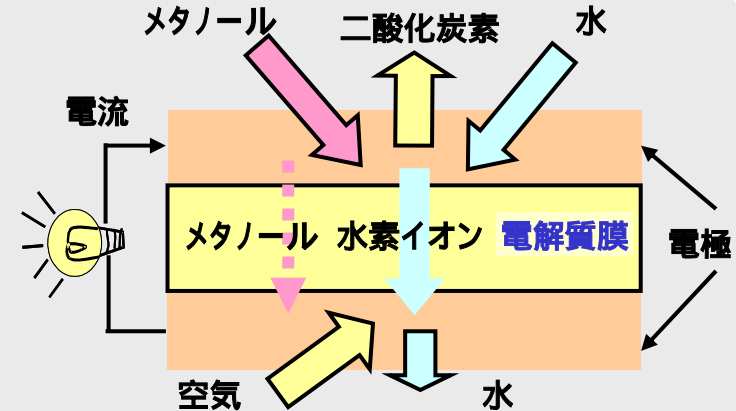 メタノール
二酸化炭素
水
電流
メタノール 水素イオン 電解質膜
電極
空気
水